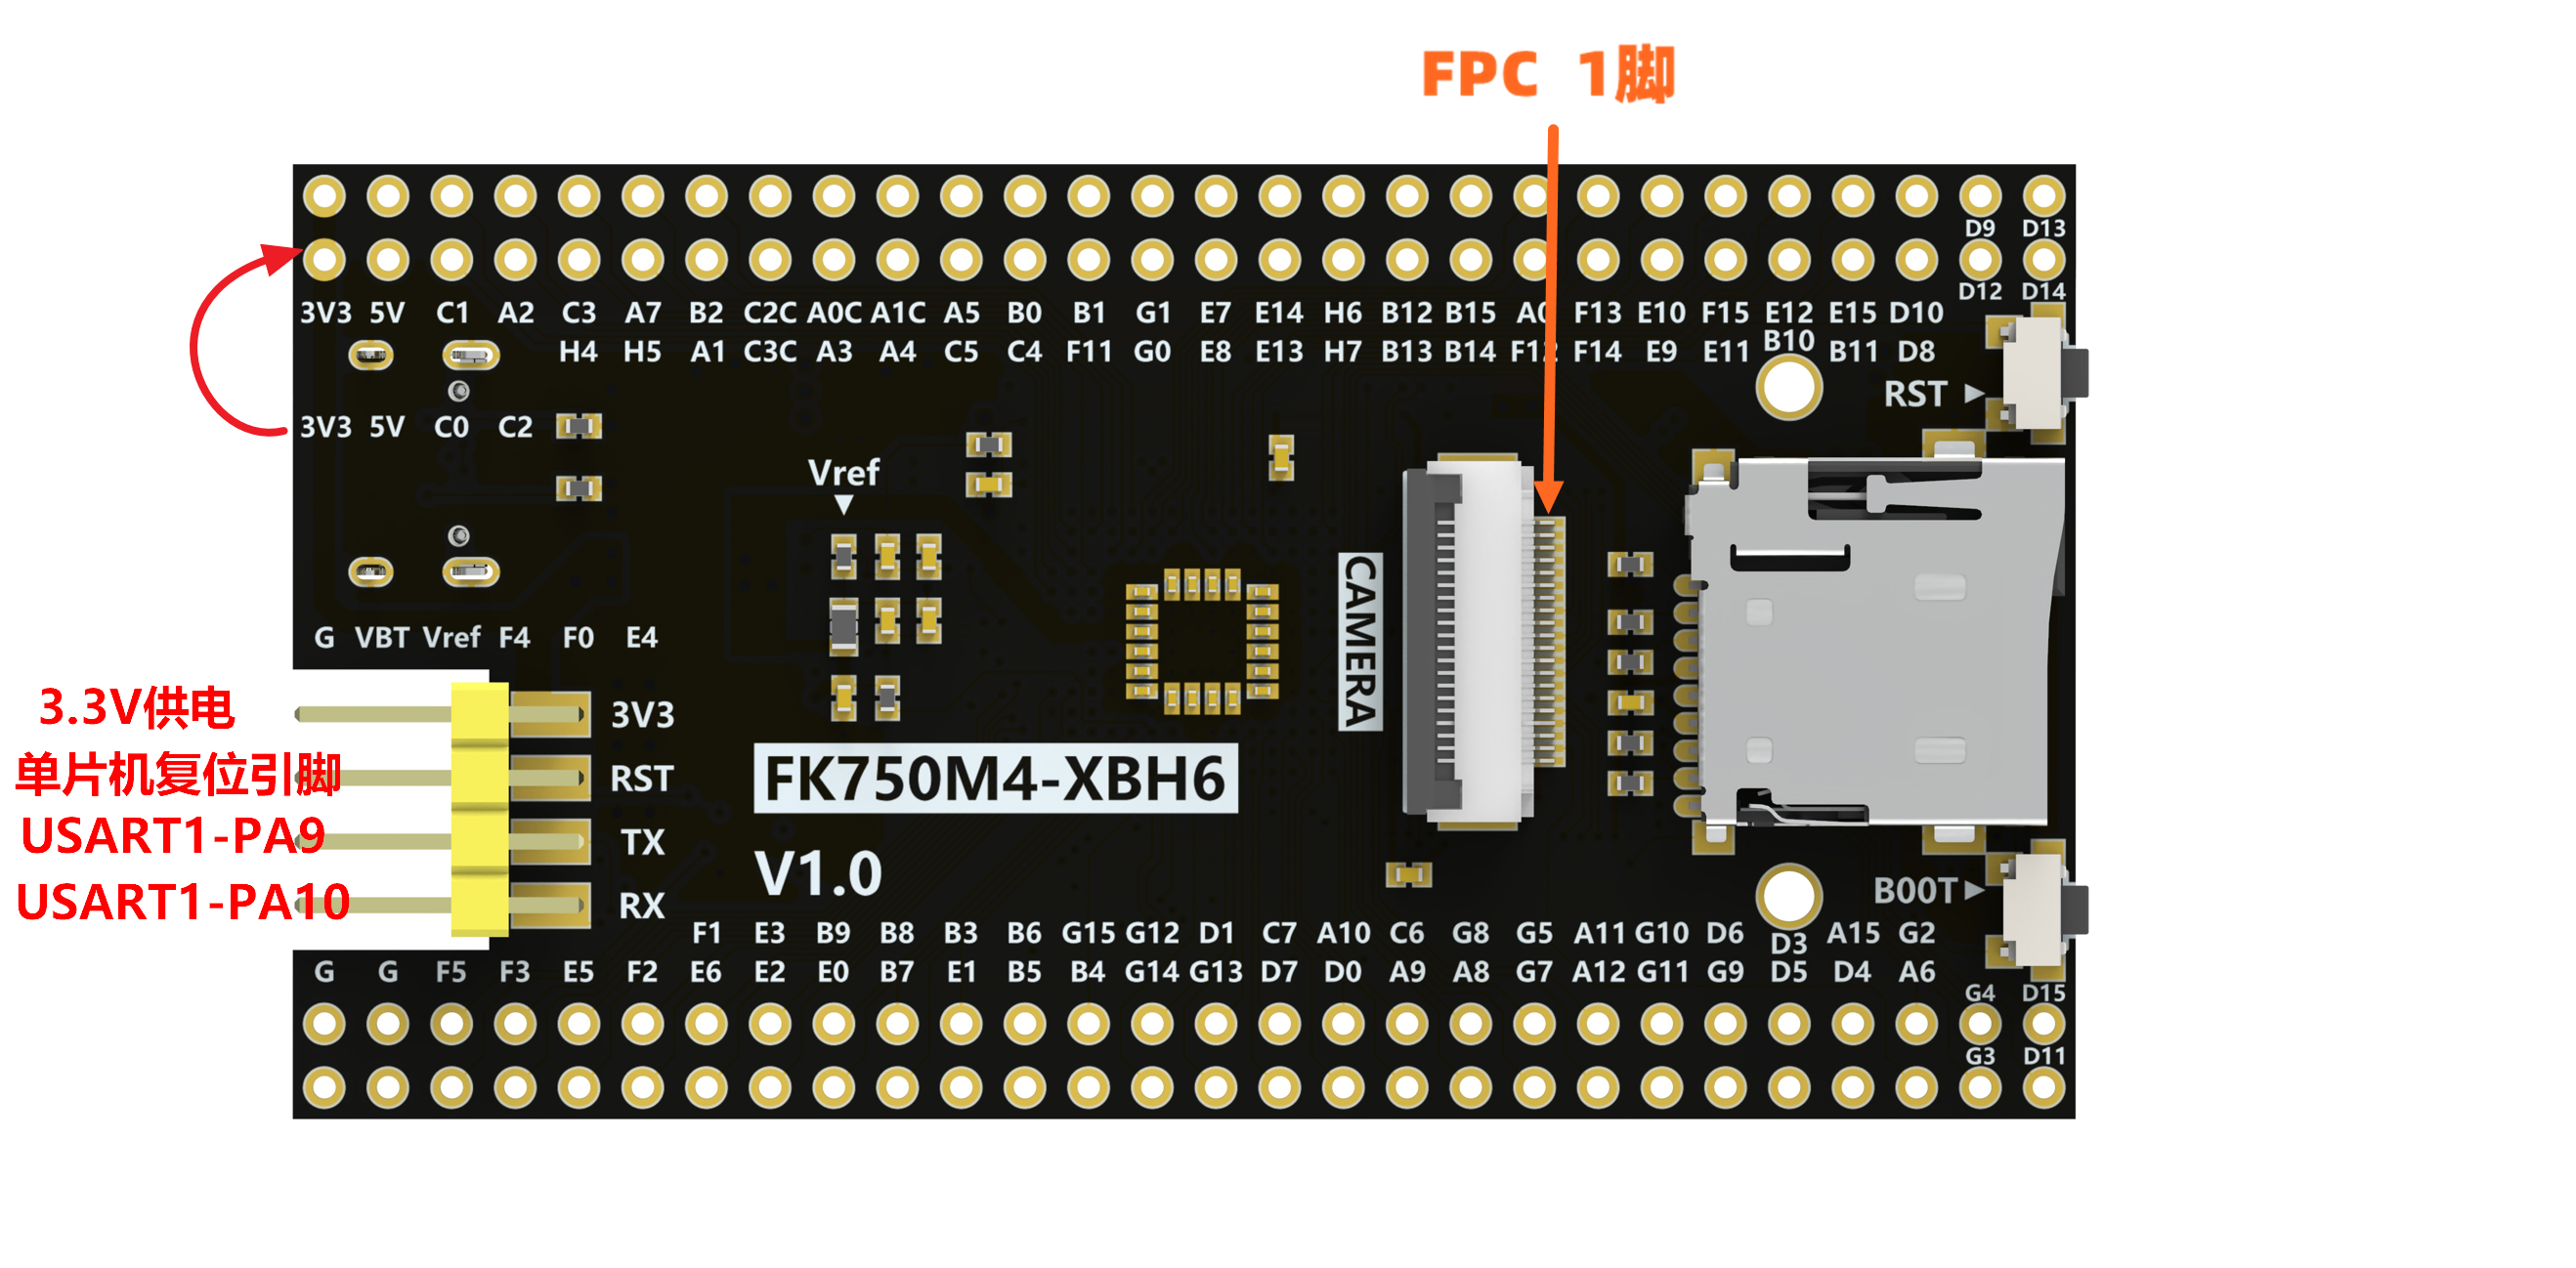 FPC 1脚
D9 D13
D12 D14
3V3 5V C1 A2 C3 A7 B2 C2C A0C A1C A5 B0 B1 G1 E7 E14 H6 B12 B15 A0 F13 E10 F15 E12 E15 D10
H4 H5 A1 C3C A3 A4 C5 C4 F11 G0 E8 E13 H7 B13 B14 F12 F14 E9 E11 B10 B11 D8
RST
3V3 5V C0 C2
Vref
CAMERA
G VBT Vref F4 F0 E4
3.3V供电
3V3
单片机复位引脚
RST
USART1-PA9
TX
USART1-PA10
RX
FK750M4-XBH6
V1.0
B00T
F1 E3 B9 B8 B3 B6 G15 G12 D1 C7 A10 C6 G8 G5 A11 G10 D6 D3 A15 G2
G G F5 F3 E5 F2 E6 E2 E0 B7 E1 B5 B4 G14 G13 D7 D0 A9 A8 G7 A12 G11 G9 D5 D4 A6
G4 D15
G3 D11